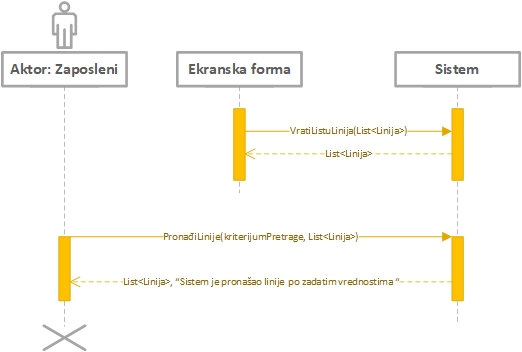 Aktor: Zaposleni
Ekranska forma
Sistem
VratiListuLinija(List<Linija>)
List<Linija>
PronađiLinije(kriterijumPretrage, List<Linija>)
List<Linija>, “Sistem je pronašao linije po zadatim vrednostima “